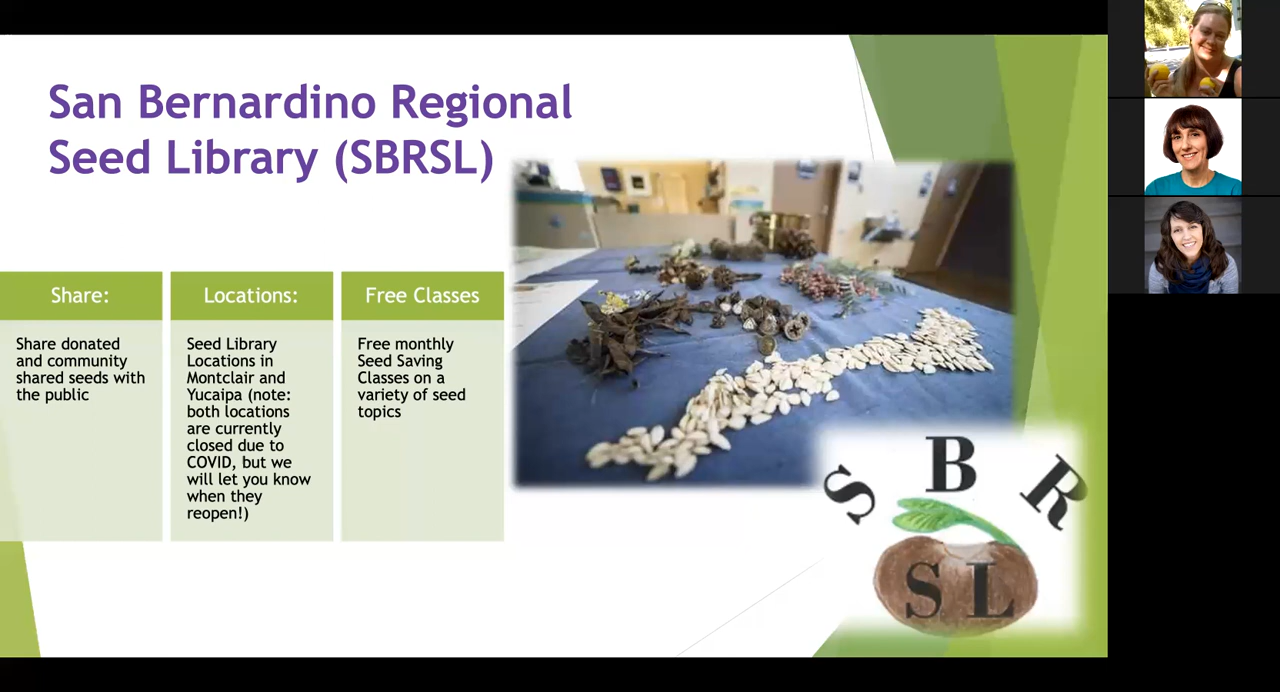 San Bernardino Regional
Seed Library (SBRSL)
Share:
Share donated
and community
shared seeds with
the public
Locations:
Seed Library
Locations in
Montclair and
Yucaipa (note:
both locations
are currently
closed due to
COVID, but we
will let you know
when they
reopen!)
Free Classes
Free monthly
Seed Saving
Classes on a
variety of seed
topics
S B R
S L